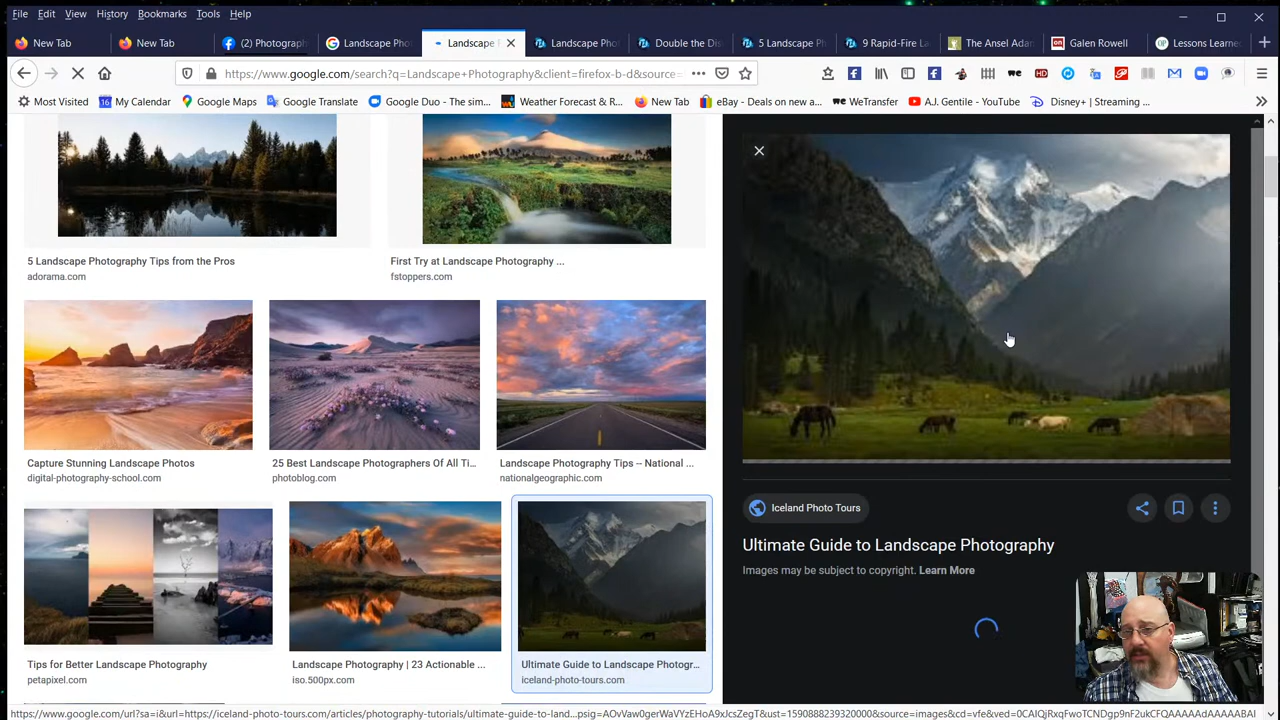 File Edit View History Bookmarks Tools Help
New Tab New Tab (2) Photograph Landscape Pho Landscape Landscape Pho Double the Dis 5 Landscape Ph 9 Rapid-Fire La The Ansel Adar Galen Rowell Lessons Learne
https://www.google.com/search?q=Landscape+Photography&client=firefox-b-d&source=
Most Visited My Calendar Google Maps Google Translate Google Duo - The sim... Weather Forecast & R... New Tab eBay - Deals on new a... WeTransfer A.J. Gentile - YouTube Disney+ | Streaming ...
5 Landscape Photography Tips from the Pros
adorama.com
First Try at Landscape Photography ...
fstoppers.com
Capture Stunning Landscape Photos
digital-photography-school.com
25 Best Landscape Photographers Of All Ti...
photoblog.com
Landscape Photography Tips -- National ...
nationalgeographic.com
Tips for Better Landscape Photography
petapixel.com
Landscape Photography | 23 Actionable ...
iso.500px.com
Ultimate Guide to Landscape Photogr...
iceland-photo-tours.com
Iceland Photo Tours
Ultimate Guide to Landscape Photography
Images may be subject to copyright. Learn More